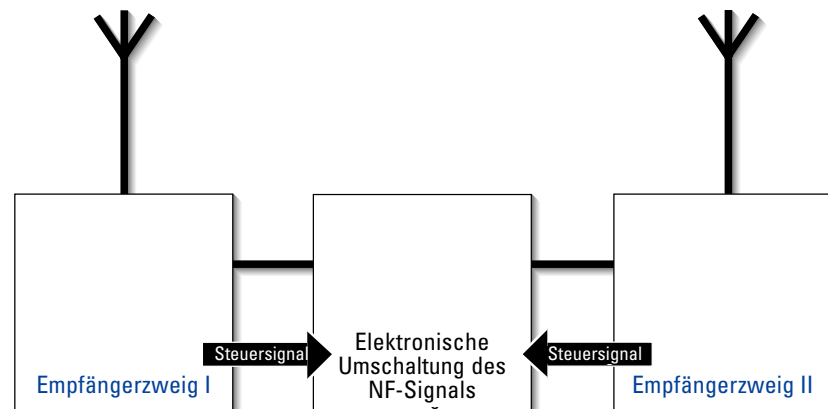 Steuersignal
Elektronische
Umschaltung des
NF-Signals
Steuersignal
Empfängerzweig I
Empfängerzweig II